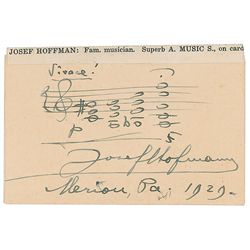 JOSEF HOFFMAN: Fam. musician. Superb A. MUSIC S., on card
Vivace!
p
Josef Hofmann
Merion, Pa. 1929.